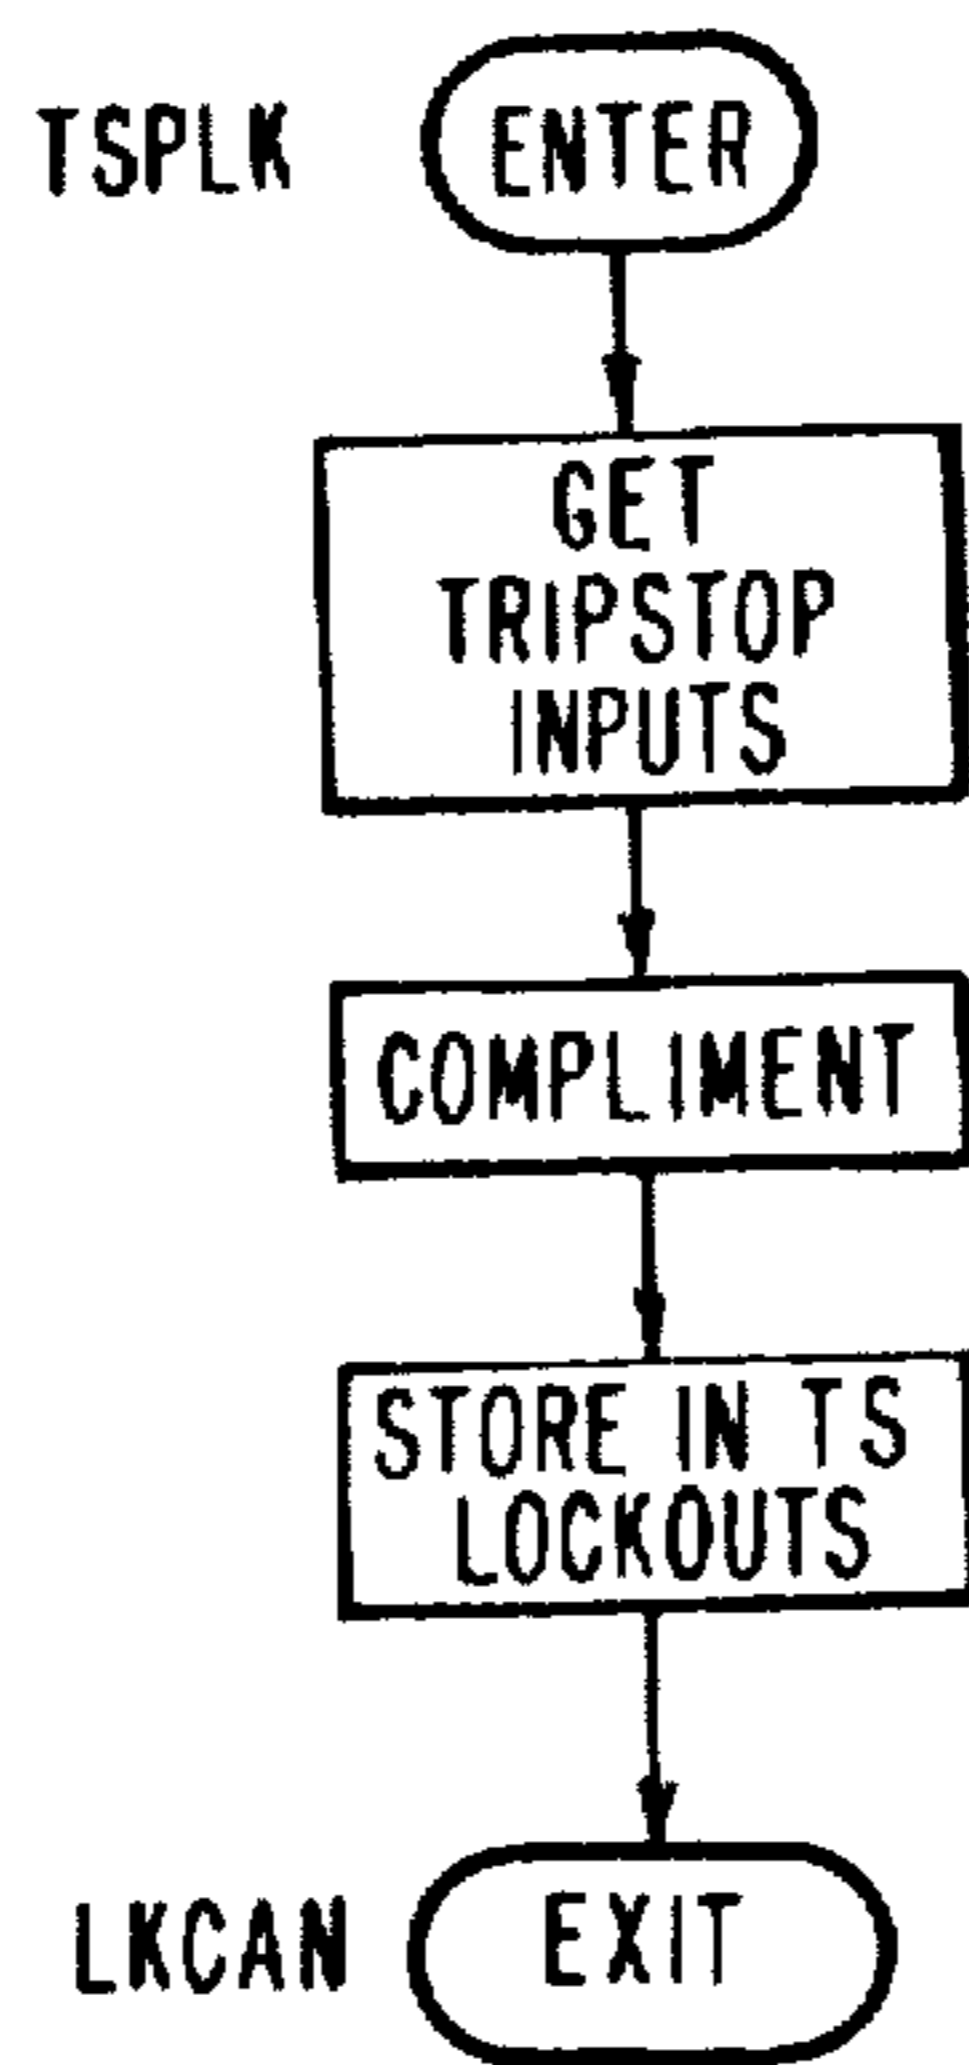 TSPLK ENTER
GET
TRIPSTOP
INPUTS
COMPLIMENT
STORE IN TS
LOCKOUTS
LKCAN EXIT